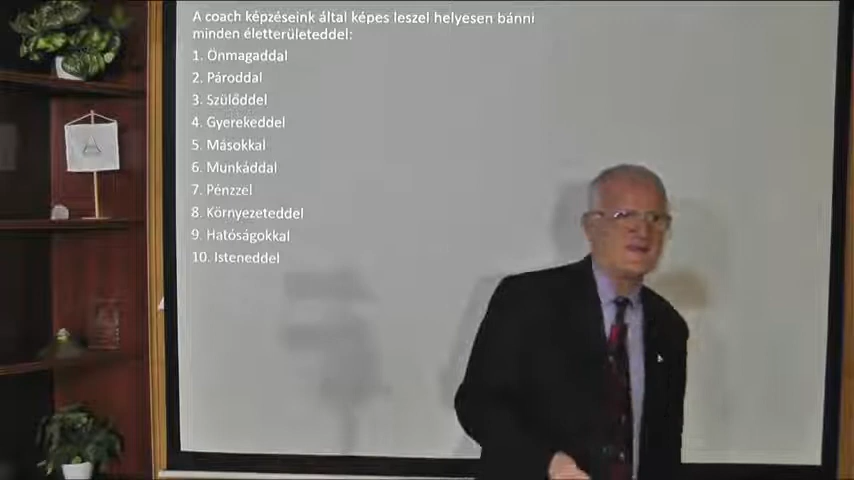 A coach képzéseink által képes leszel helyesen bánni
minden életterületeddel:
1. Önmagaddal
2. Pároddal
3. Szülőddel
4. Gyerekeddel
5. Másokkal
6. Munkáddal
7. Pénzzel
8. Környezeteddel
9. Hatóságokkal
10. Isteneddel